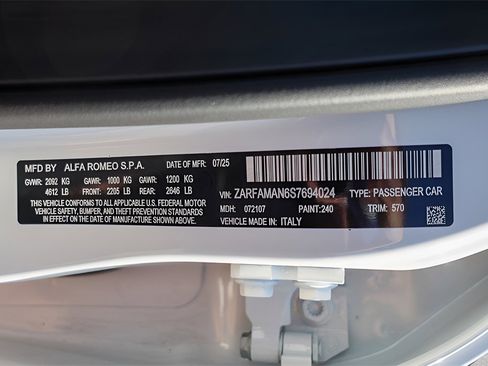 MFD BY ALFA ROMEO S.P.A. DATE OF MFR: 07/25
GVWR: 2092 KG GAWR: 1000 KG GAWR: 1200 KG
4612 LB FRONT: 2205 LB REAR: 2646 LB
THIS VEHICLE CONFORMS TO ALL APPLICABLE U.S. FEDERAL MOTOR
VEHICLE SAFETY, BUMPER, AND THEFT PREVENTION STANDARDS
IN EFFECT ON THE DATE OF MANUFACTURE SHOWN ABOVE
VIN: ZARFAMAN6S7694024 TYPE: PASSENGER CAR
MDH: 072107 PAINT: 240 TRIM: 570
VEHICLE MADE IN: ITALY